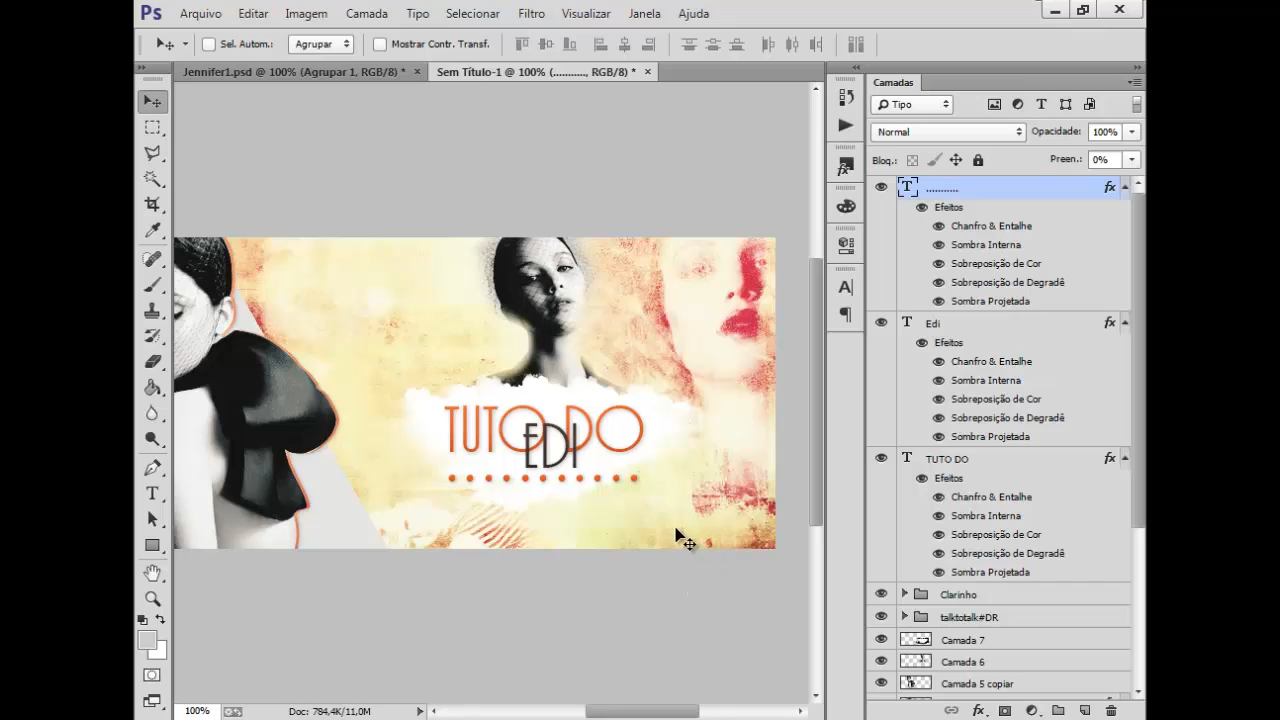 Ps Arquivo Editar Imagem Camada Tipo Selecionar Filtro Visualizar Janela Ajuda
Sel. Autom.: Agrupar Mostrar Contr. Transf.
Jennifer1.psd @ 100% (Agrupar 1, RGB/8) * × Sem Título-1 @ 100% (..........., RGB/8) * ×
Camadas
Tipo
Normal Opacidade: 100%
Bloq.: Preen.: 0%
T ........... fx
Efeitos
Chanfro & Entalhe
Sombra Interna
Sobreposição de Cor
Sobreposição de Degradê
Sombra Projetada
T Edi fx
Efeitos
Chanfro & Entalhe
Sombra Interna
Sobreposição de Cor
Sobreposição de Degradê
Sombra Projetada
T TUTO DO fx
Efeitos
Chanfro & Entalhe
Sombra Interna
Sobreposição de Cor
Sobreposição de Degradê
Sombra Projetada
Clarinho
talktotalk#DR
Camada 7
Camada 6
Camada 5 copiar
TUTO DO
EDI
...........
100% Doc: 784,4K/11,0M